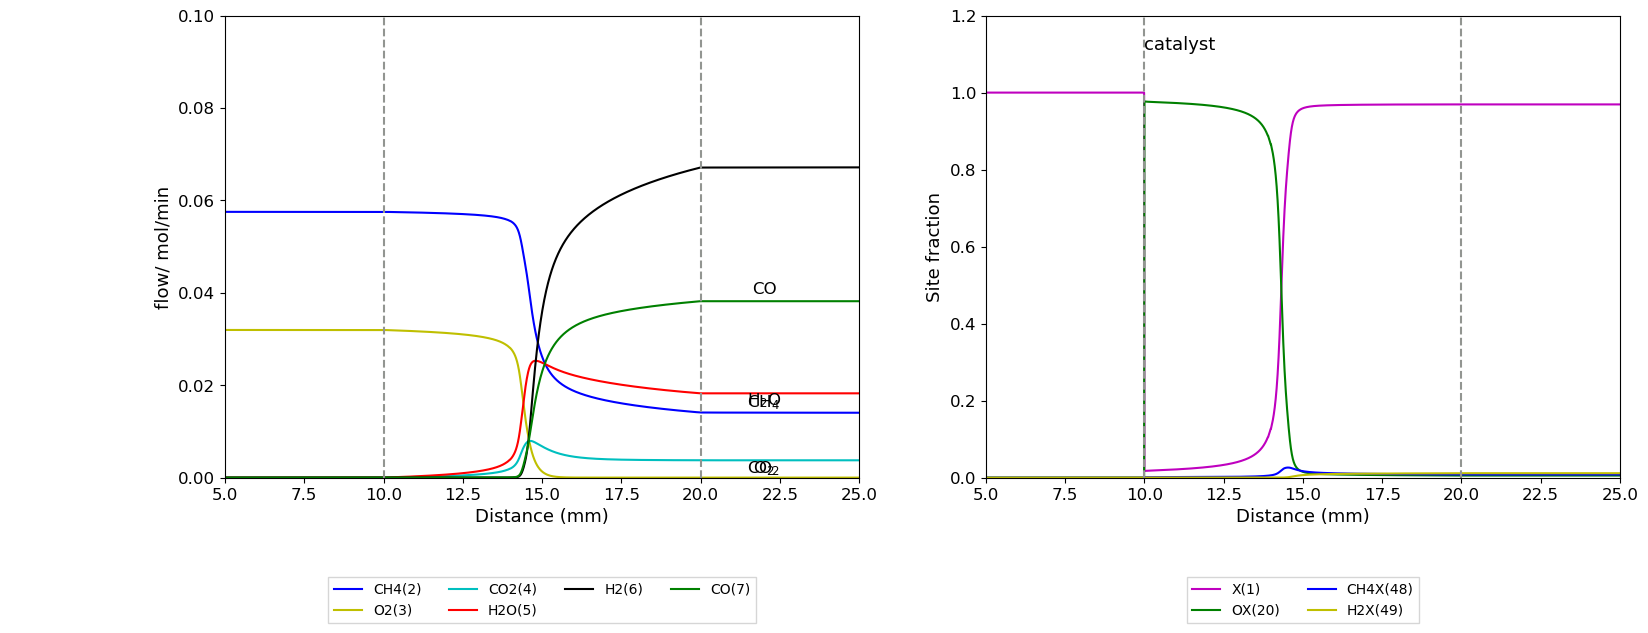 0.10
0.08
0.06
0.04
0.02
0.00
flow/ mol/min
CO
5.0 7.5 10.0 12.5 15.0 17.5 20.0 22.5 25.0
Distance (mm)
CH4(2) CO2(4) H2(6) CO(7)
O2(3) H2O(5)
1.2
1.0
0.8
0.6
0.4
0.2
0.0
Site fraction
catalyst
5.0 7.5 10.0 12.5 15.0 17.5 20.0 22.5 25.0
Distance (mm)
X(1) CH4X(48)
OX(20) H2X(49)